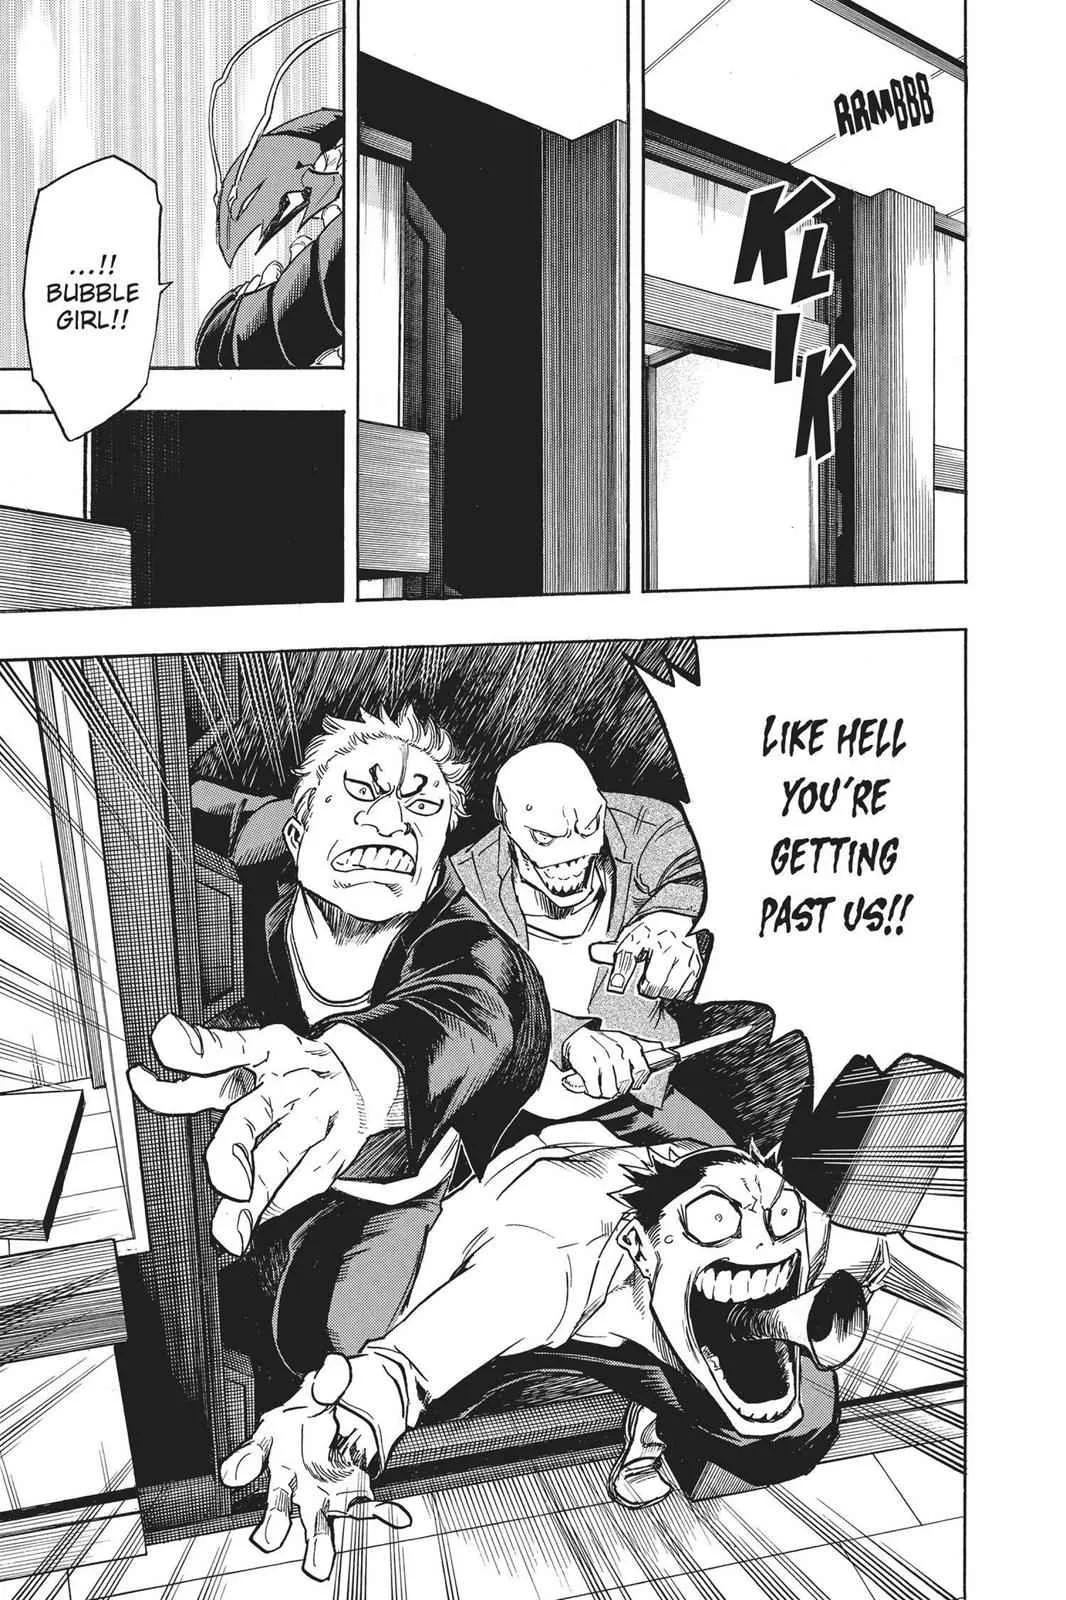 RRMBBB
KLIK
...!!
BUBBLE
GIRL!!
LIKE HELL
YOU'RE
GETTING
PAST US!!